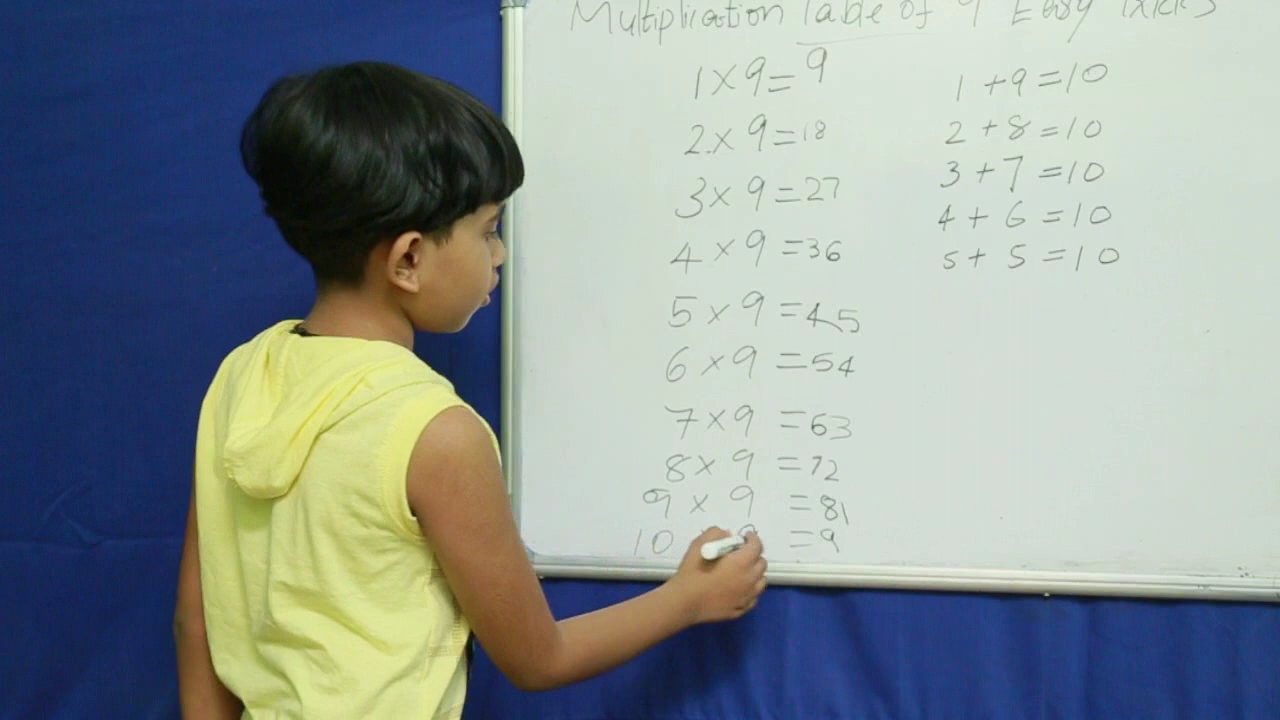 Multiplication Table of 9 Easy Tricks
1 × 9 = 9
2 × 9 = 18
3 × 9 = 27
4 × 9 = 36
5 × 9 = 45
6 × 9 = 54
7 × 9 = 63
8 × 9 = 72
9 × 9 = 81
10 9 = 9
1 + 9 = 10
2 + 8 = 10
3 + 7 = 10
4 + 6 = 10
5 + 5 = 10